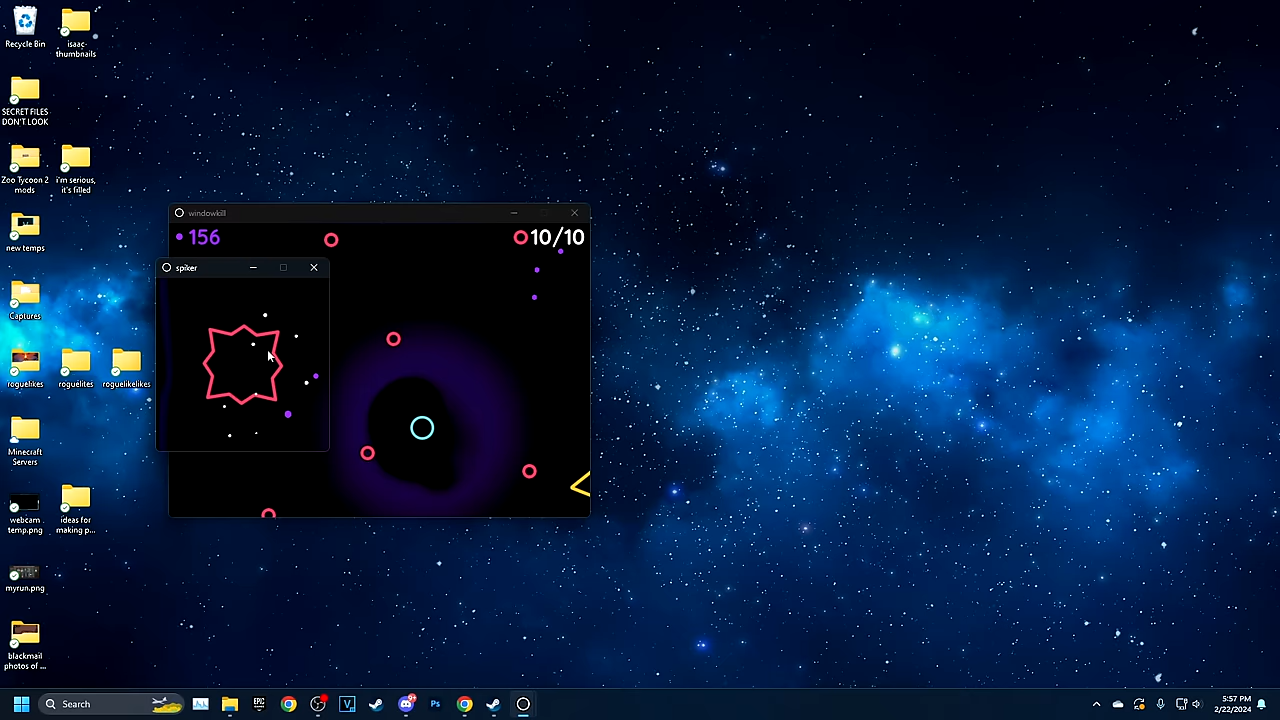 Recycle Bin
isaac-
thumbnails
SECRET FILES
DON'T LOOK
Zoo Tycoon 2
mods
i'm serious,
it's filled
new temps
Captures
roguelikes
roguelites
roguelikelikes
Minecraft
Servers
webcam
temp.png
ideas for
making p...
myrun.png
blackmail
photos of ...
windowkill
156
10/10
spiker
Search
EPIC
V
Ps
5:57 PM
2/22/2024